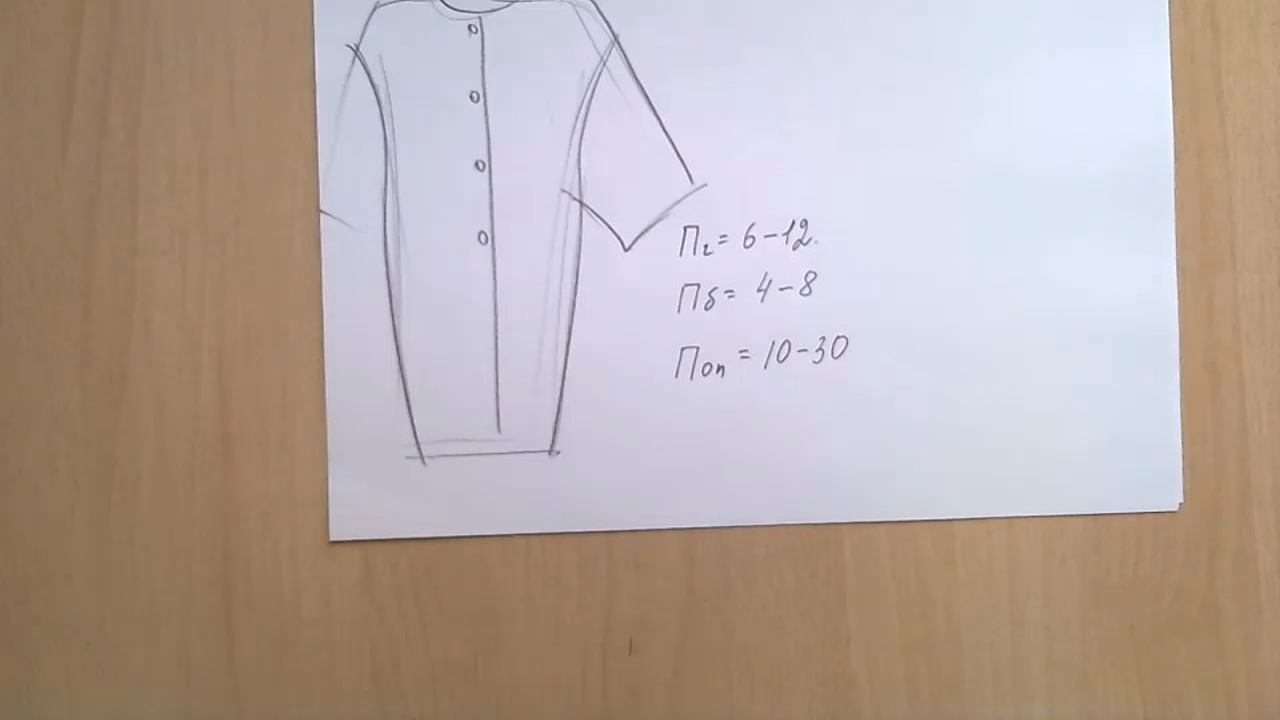 Пг = 6-12.
Пб = 4-8
Поп = 10-30